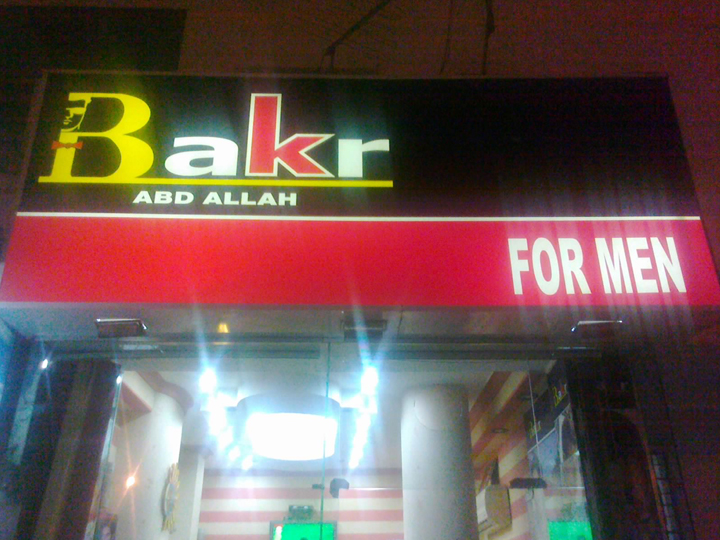 Bakr
ABD ALLAH
FOR MEN